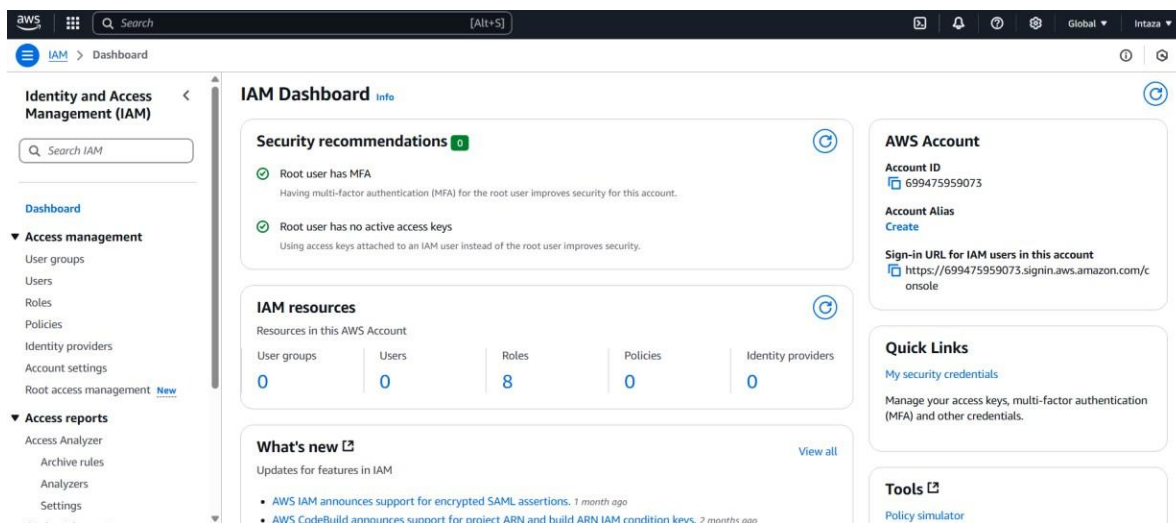 aws
Search [Alt+S]
Global ▼
Intaza ▼
IAM > Dashboard
Identity and Access
Management (IAM)
Search IAM
Dashboard
▼ Access management
User groups
Users
Roles
Policies
Identity providers
Account settings
Root access management New
▼ Access reports
Access Analyzer
Archive rules
Analyzers
Settings
IAM Dashboard Info
Security recommendations 0
Root user has MFA
Having multi-factor authentication (MFA) for the root user improves security for this account.
Root user has no active access keys
Using access keys attached to an IAM user instead of the root user improves security.
IAM resources
Resources in this AWS Account
User groups Users Roles Policies Identity providers
0 0 8 0 0
What's new
View all
Updates for features in IAM
• AWS IAM announces support for encrypted SAML assertions. 1 month ago
• AWS CodeBuild announces support for project ARN and build ARN IAM condition keys. 2 months ago
AWS Account
Account ID
699475959073
Account Alias
Create
Sign-in URL for IAM users in this account
https://699475959073.signin.aws.amazon.com/c
onsole
Quick Links
My security credentials
Manage your access keys, multi-factor authentication
(MFA) and other credentials.
Tools
Policy simulator